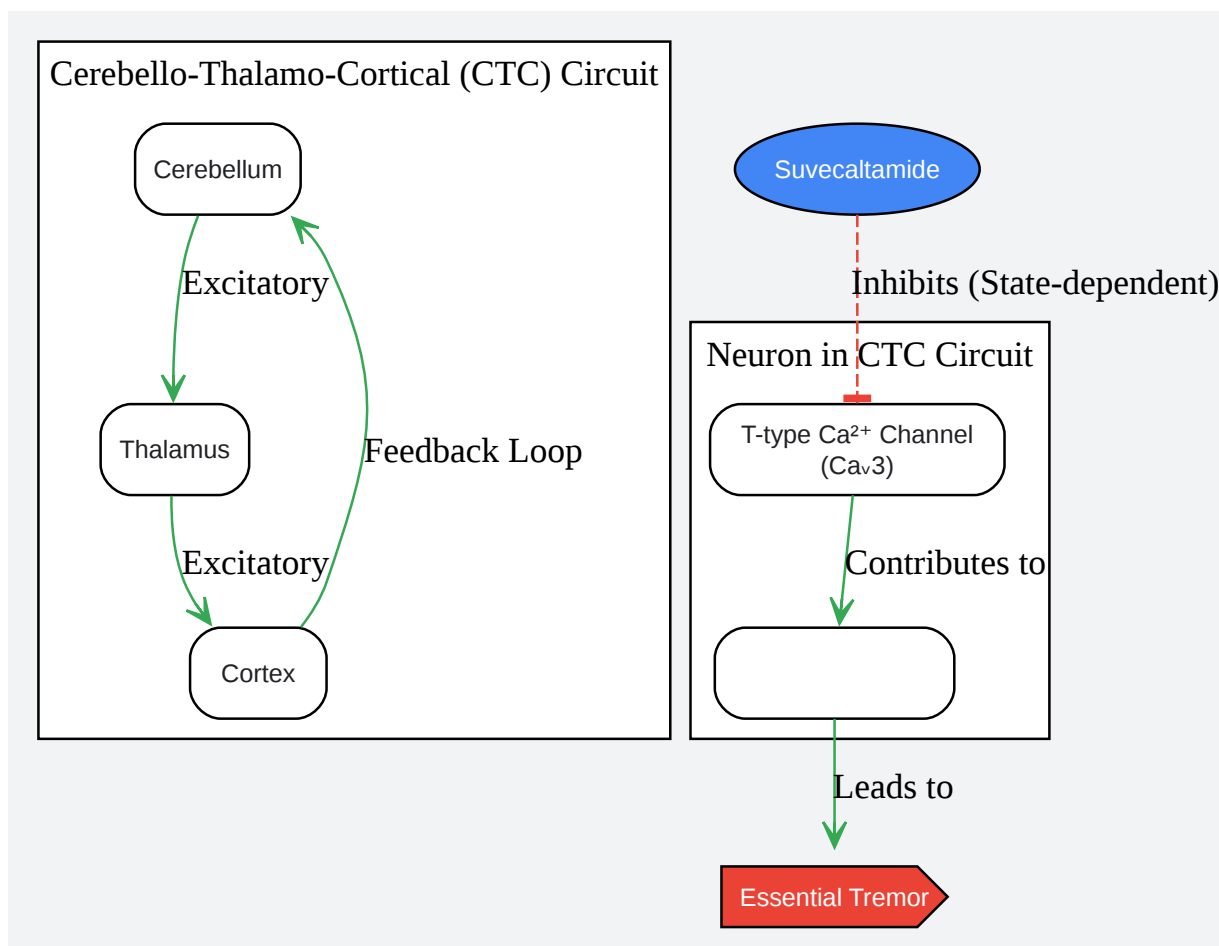 Cerebello-Thalamo-Cortical (CTC) Circuit
Cerebellum
Excitatory
Thalamus
Feedback Loop
Excitatory
Cortex
Suvecaltamide
Inhibits (State-dependent)
Neuron in CTC Circuit
T-type Ca²⁺ Channel
(Caᵥ3)
Contributes to
Leads to
Essential Tremor